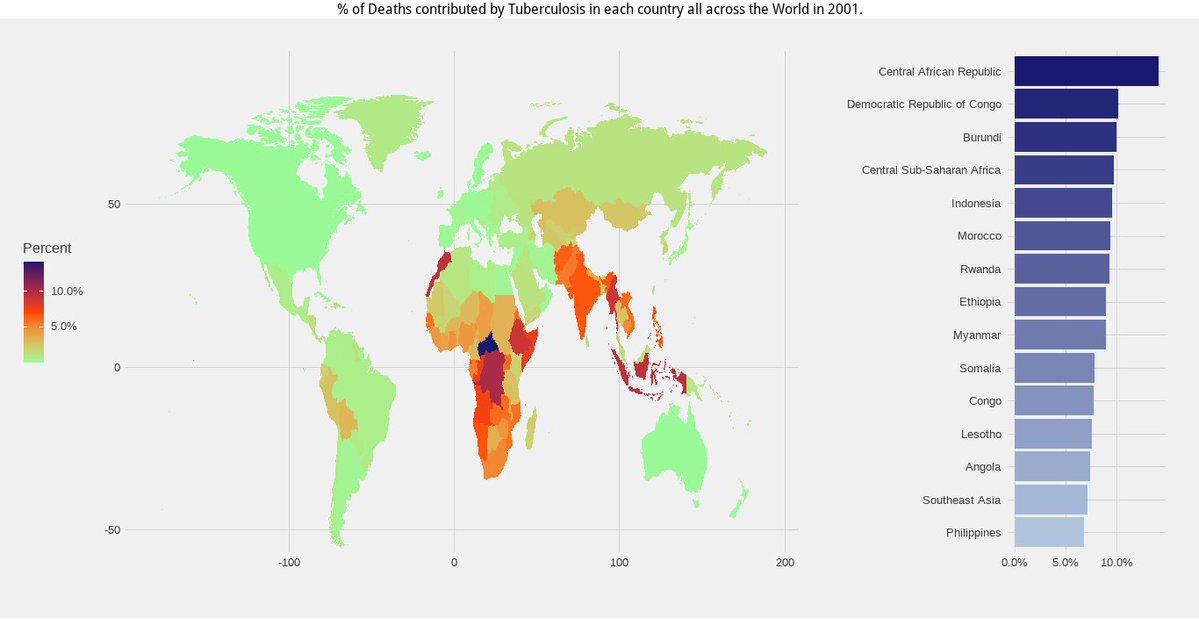 % of Deaths contributed by Tuberculosis in each country all across the World in 2001.
50
0
-50
-100
0
100
200
Percent
10.0%
5.0%
Central African Republic
Democratic Republic of Congo
Burundi
Central Sub-Saharan Africa
Indonesia
Morocco
Rwanda
Ethiopia
Myanmar
Somalia
Congo
Lesotho
Angola
Southeast Asia
Philippines
0.0%
5.0%
10.0%